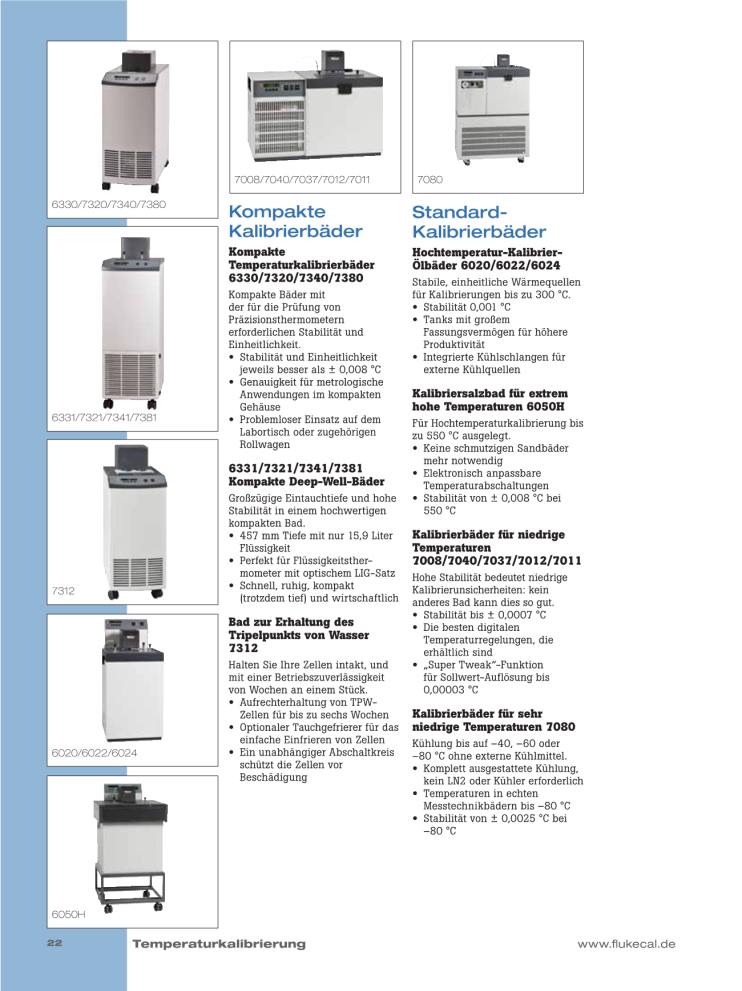 6330/7320/7340/7380
7008/7040/7037/7012/7011
7080
6331/7321/7341/7381
7312
6020/6022/6024
6050H
Kompakte
Kalibrierbäder
Kompakte
Temperaturkalibrierbäder
6330/7320/7340/7380
Kompakte Bäder mit
der für die Prüfung von
Präzisionsthermometern
erforderlichen Stabilität und
Einheitlichkeit.
• Stabilität und Einheitlichkeit
jeweils besser als ± 0,008 °C
• Genauigkeit für metrologische
Anwendungen im kompakten
Gehäuse
• Problemloser Einsatz auf dem
Labortisch oder zugehörigen
Rollwagen
6331/7321/7341/7381
Kompakte Deep-Well-Bäder
Großzügige Eintauchtiefe und hohe
Stabilität in einem hochwertigen
kompakten Bad.
• 457 mm Tiefe mit nur 15,9 Liter
Flüssigkeit
• Perfekt für Flüssigkeitsther-
mometer mit optischem LIG-Satz
• Schnell, ruhig, kompakt
(trotzdem tief) und wirtschaftlich
Bad zur Erhaltung des
Tripelpunkts von Wasser
7312
Halten Sie Ihre Zellen intakt, und
mit einer Betriebszuverlässigkeit
von Wochen an einem Stück.
• Aufrechterhaltung von TPW-
Zellen für bis zu sechs Wochen
• Optionaler Tauchgefrierer für das
einfache Einfrieren von Zellen
• Ein unabhängiger Abschaltkreis
schützt die Zellen vor
Beschädigung
Standard-
Kalibrierbäder
Hochtemperatur-Kalibrier-
Ölbäder 6020/6022/6024
Stabile, einheitliche Wärmequellen
für Kalibrierungen bis zu 300 °C.
• Stabilität 0,001 °C
• Tanks mit großem
Fassungsvermögen für höhere
Produktivität
• Integrierte Kühlschlangen für
externe Kühlquellen
Kalibriersalzbad für extrem
hohe Temperaturen 6050H
Für Hochtemperaturkalibrierung bis
zu 550 °C ausgelegt.
• Keine schmutzigen Sandbäder
mehr notwendig
• Elektronisch anpassbare
Temperaturabschaltungen
• Stabilität von ± 0,008 °C bei
550 °C
Kalibrierbäder für niedrige
Temperaturen
7008/7040/7037/7012/7011
Hohe Stabilität bedeutet niedrige
Kalibrierunsicherheiten: kein
anderes Bad kann dies so gut.
• Stabilität bis ± 0,0007 °C
• Die besten digitalen
Temperaturregelungen, die
erhältlich sind
• „Super Tweak“-Funktion
für Sollwert-Auflösung bis
0,00003 °C
Kalibrierbäder für sehr
niedrige Temperaturen 7080
Kühlung bis auf –40, –60 oder
–80 °C ohne externe Kühlmittel.
• Komplett ausgestattete Kühlung,
kein LN2 oder Kühler erforderlich
• Temperaturen in echten
Messtechnikbädern bis –80 °C
• Stabilität von ± 0,0025 °C bei
–80 °C
22
Temperaturkalibrierung
www.flukecal.de